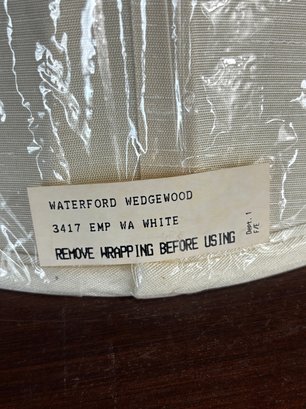 WATERFORD WEDGEWOOD
3417 EMP WA WHITE
REMOVE WRAPPING BEFORE USING
Dept. 1
F/E